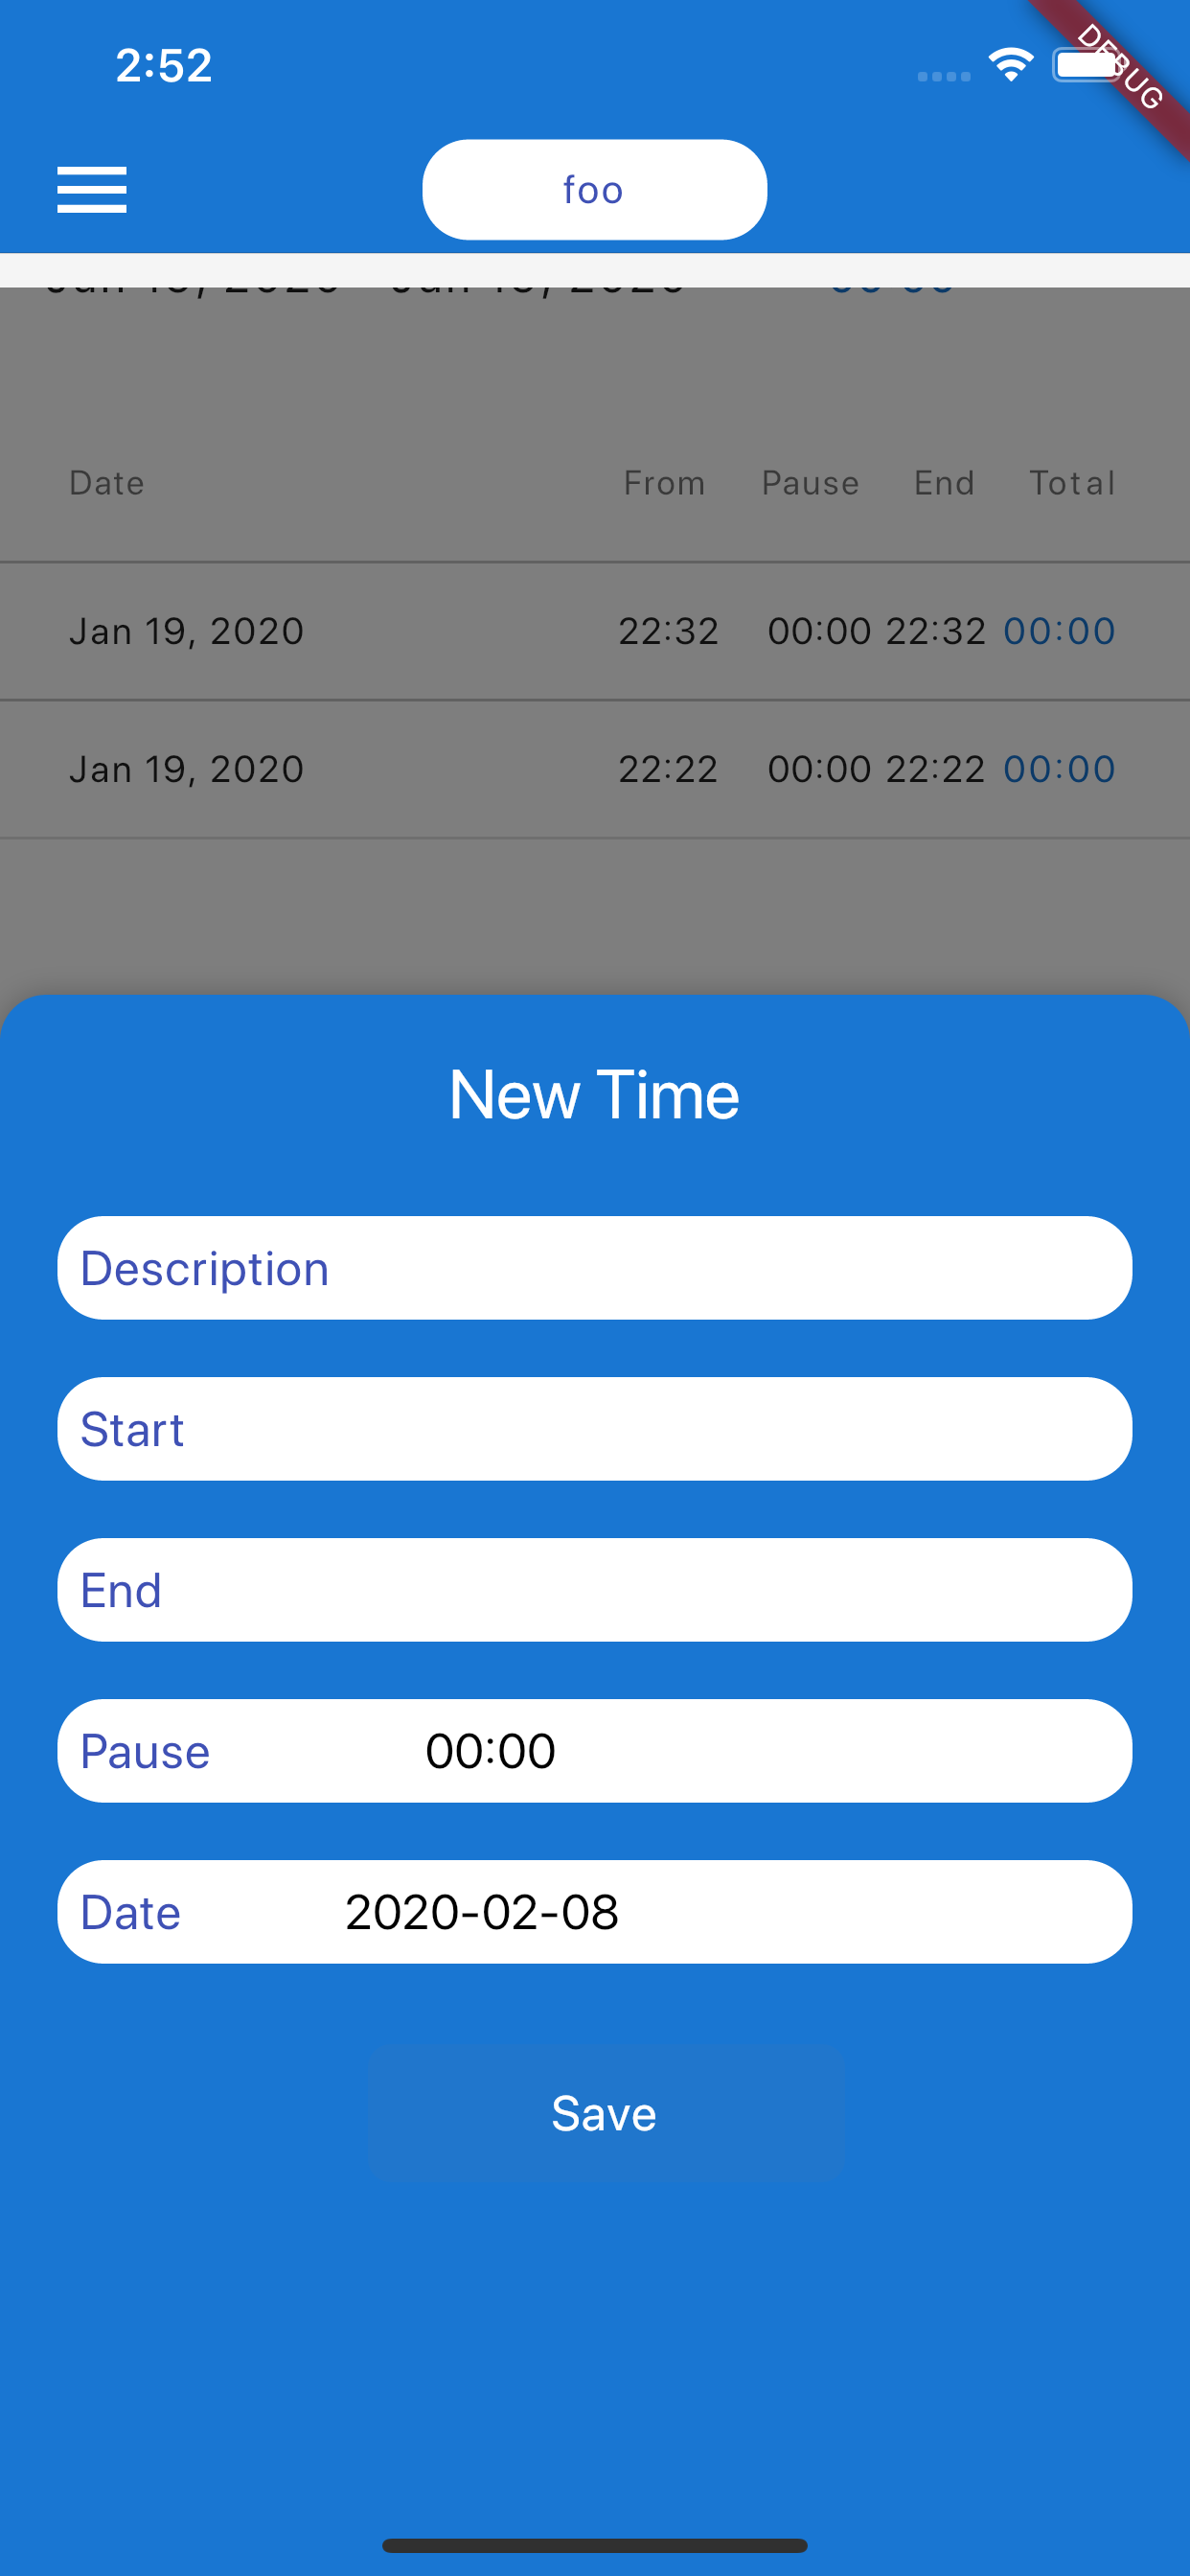 2:52
DEBUG
foo
Date From Pause End Total
Jan 19, 2020 22:32 00:00 22:32 00:00
Jan 19, 2020 22:22 00:00 22:22 00:00
New Time
Description
Start
End
Pause 00:00
Date 2020-02-08
Save